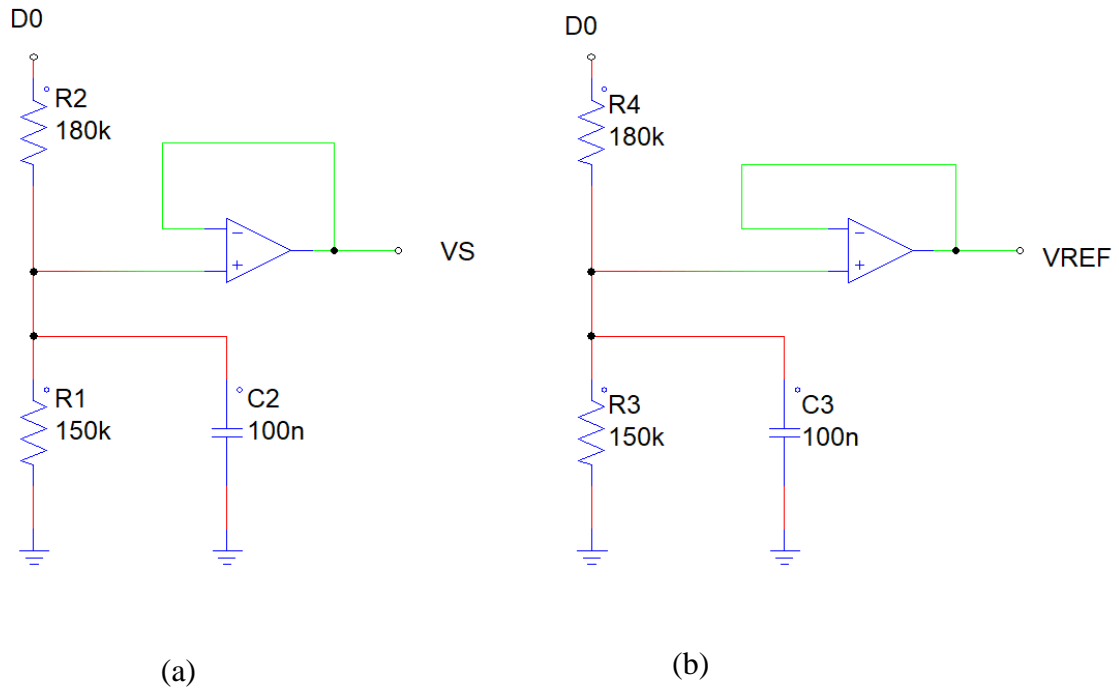 D0
R2
180k
−
+
VS
R1
150k
C2
100n
(a)
D0
R4
180k
−
+
VREF
R3
150k
C3
100n
(b)